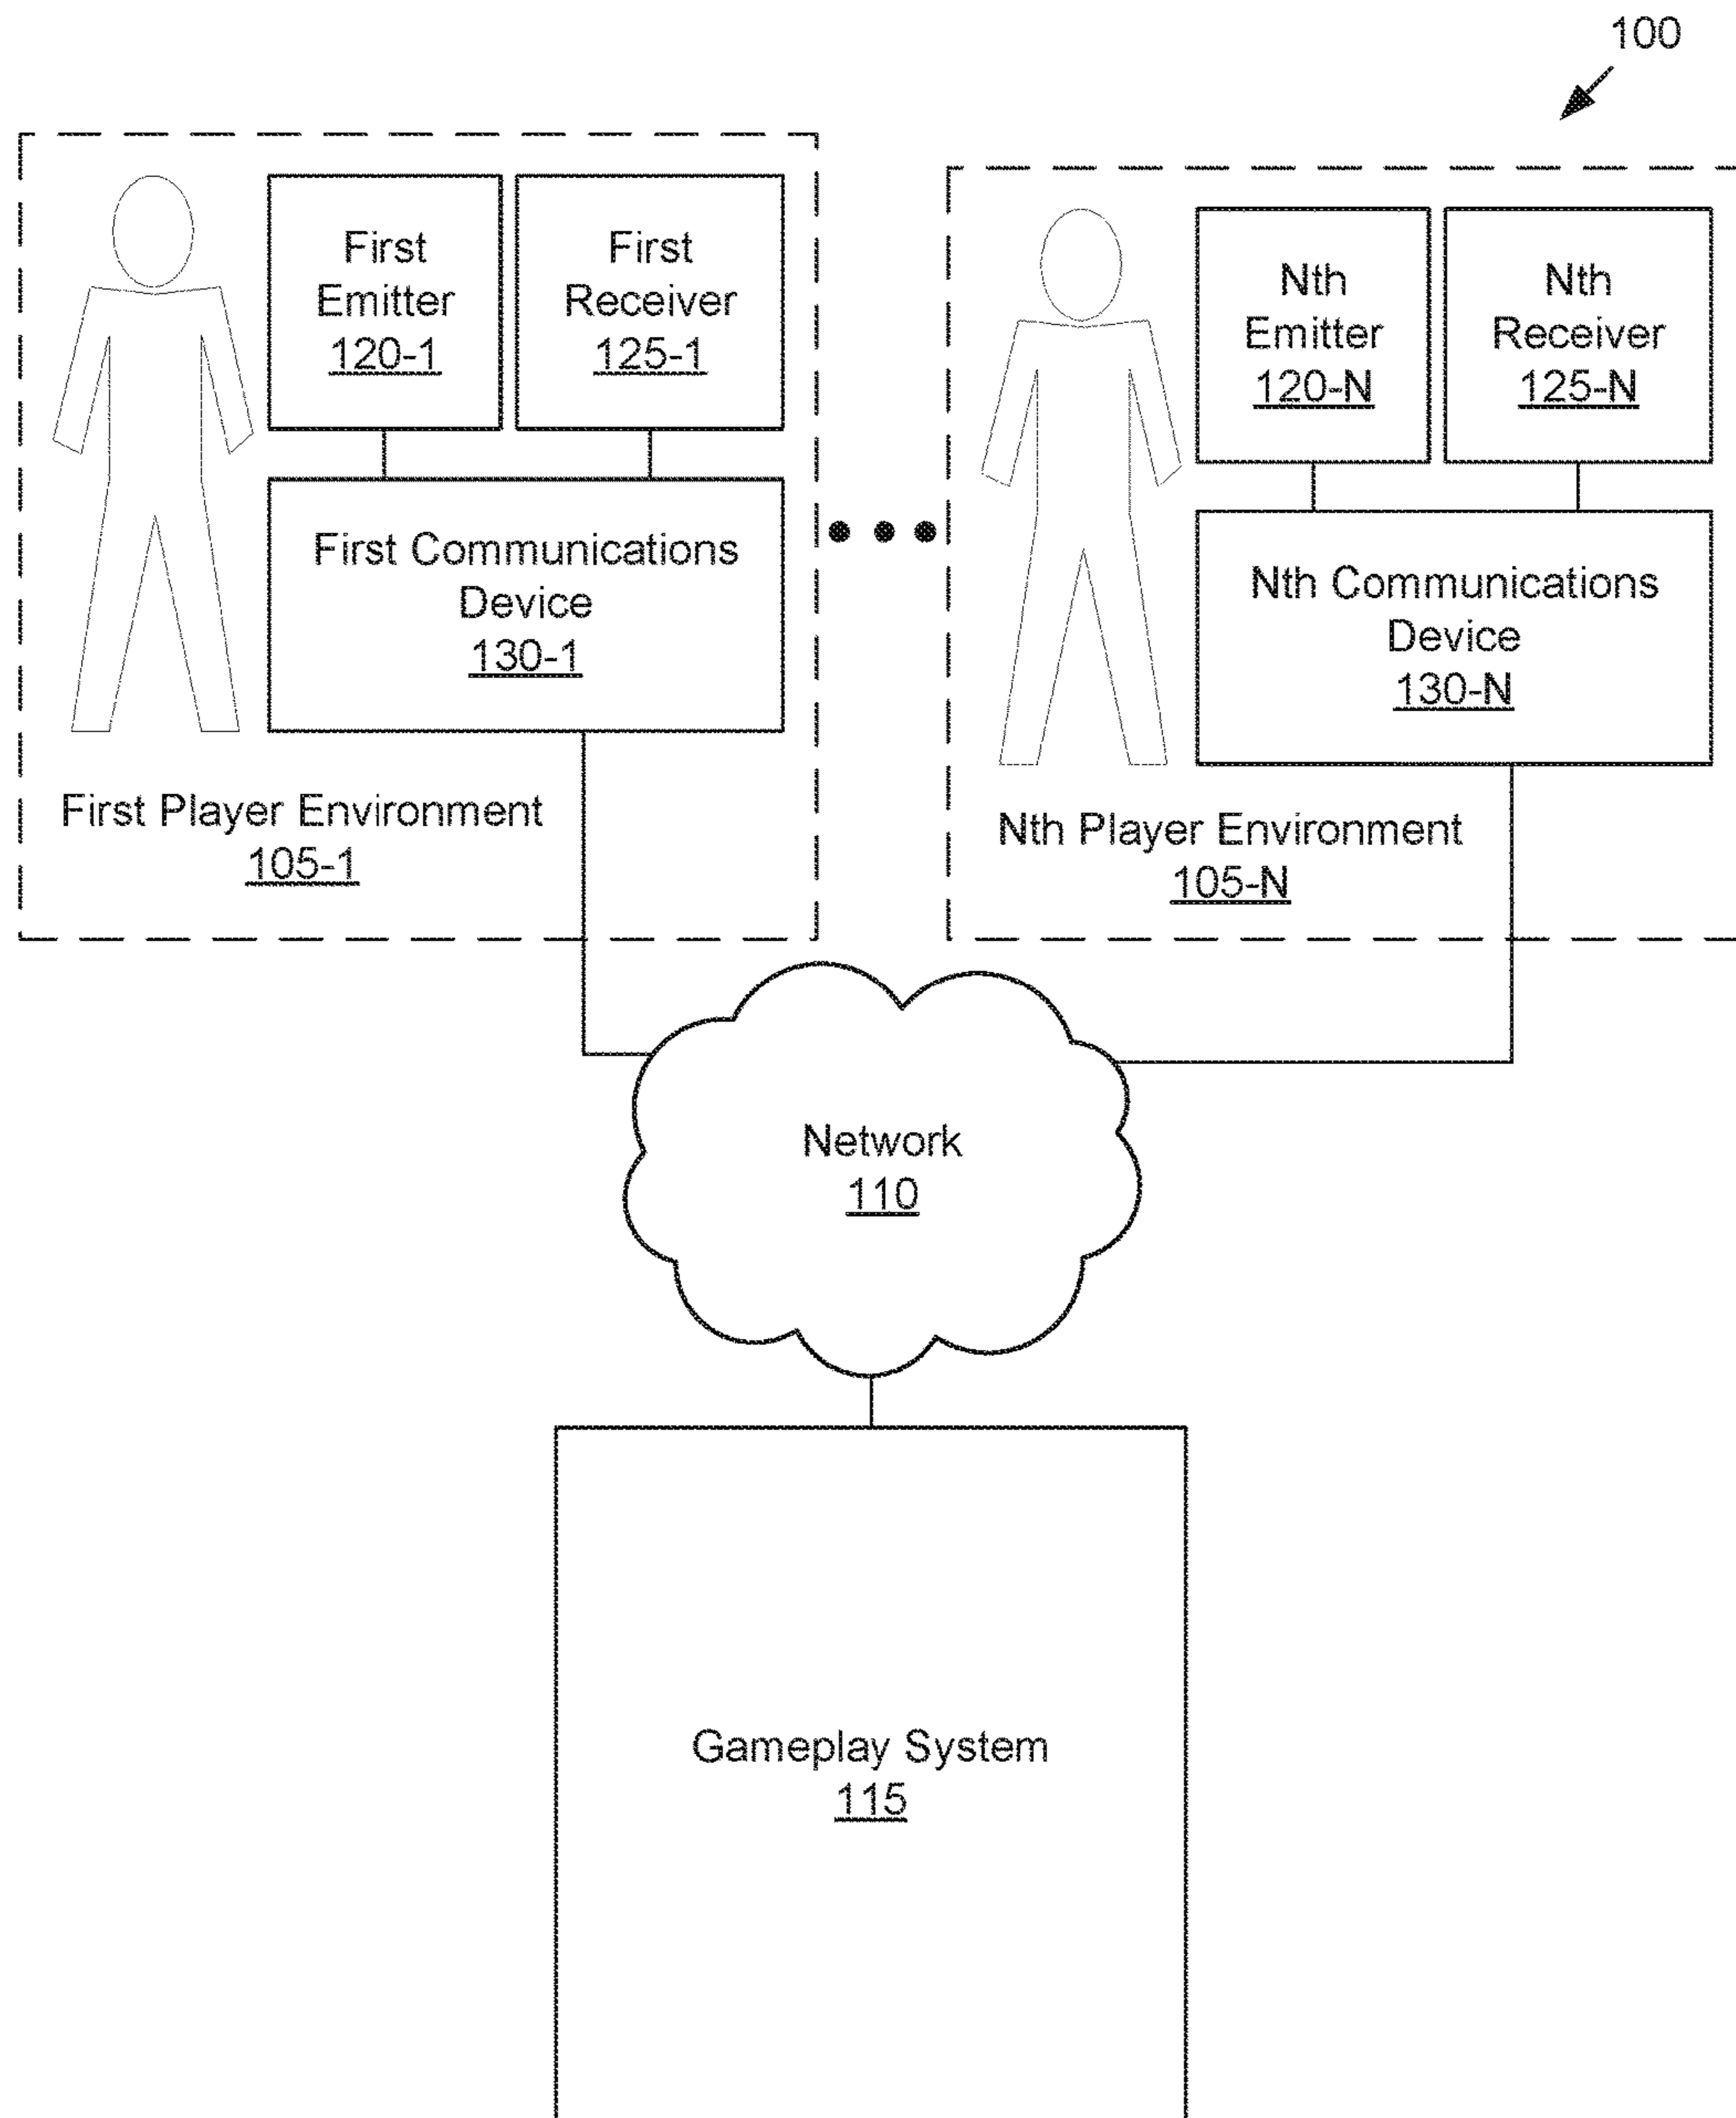 100
First
Emitter
120-1
First
Receiver
125-1
First Communications
Device
130-1
First Player Environment
105-1
Nth
Emitter
120-N
Nth
Receiver
125-N
Nth Communications
Device
130-N
Nth Player Environment
105-N
Network
110
Gameplay System
115